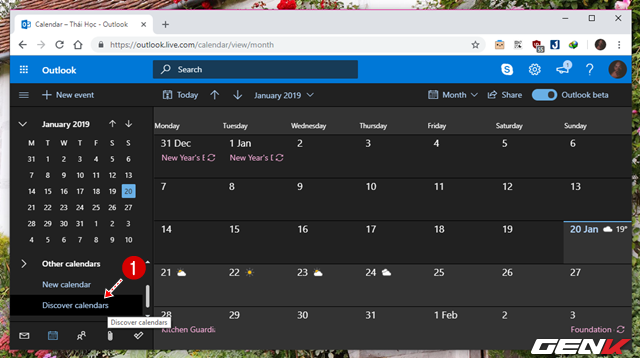 Calendar – Thái Học - Outlook
https://outlook.live.com/calendar/view/month
Outlook
Search
New event
Today
January 2019
Month
Share
Outlook beta
January 2019
M T W T F S S
31 1 2 3 4 5 6
7 8 9 10 11 12 13
14 15 16 17 18 19 20
21 22 23 24 25 26 27
28 29 30 31 1 2 3
4 5 6 7 8 9 10
Other calendars
New calendar
Discover calendars
Discover calendars
1
Monday Tuesday Wednesday Thursday Friday Saturday Sunday
31 Dec 1 Jan 2 3 4 5 6
New Year's E New Year's D
7 8 9 10 11 12 13
14 15 16 17 18 19 20 Jan 19°
21 22 23 24 25 26 27
28 29 30 31 1 Feb 2 3
Kitchen Guardia Foundation
GENK